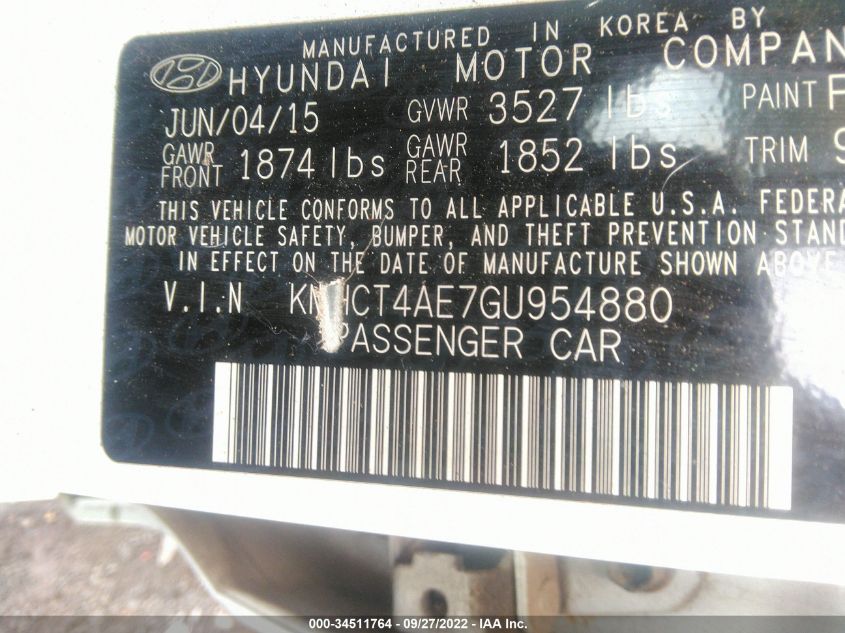 MANUFACTURED IN KOREA BY
HYUNDAI MOTOR COMPAN
JUN/04/15 GVWR 3527 lbs PAINT
GAWR FRONT 1874 lbs GAWR REAR 1852 lbs TRIM 9
THIS VEHICLE CONFORMS TO ALL APPLICABLE U.S.A. FEDERA
MOTOR VEHICLE SAFETY, BUMPER, AND THEFT PREVENTION STAND
IN EFFECT ON THE DATE OF MANUFACTURE SHOWN ABOVE
V.I.N KMHCT4AE7GU954880
PASSENGER CAR
000-34511764 - 09/27/2022 - IAA Inc.